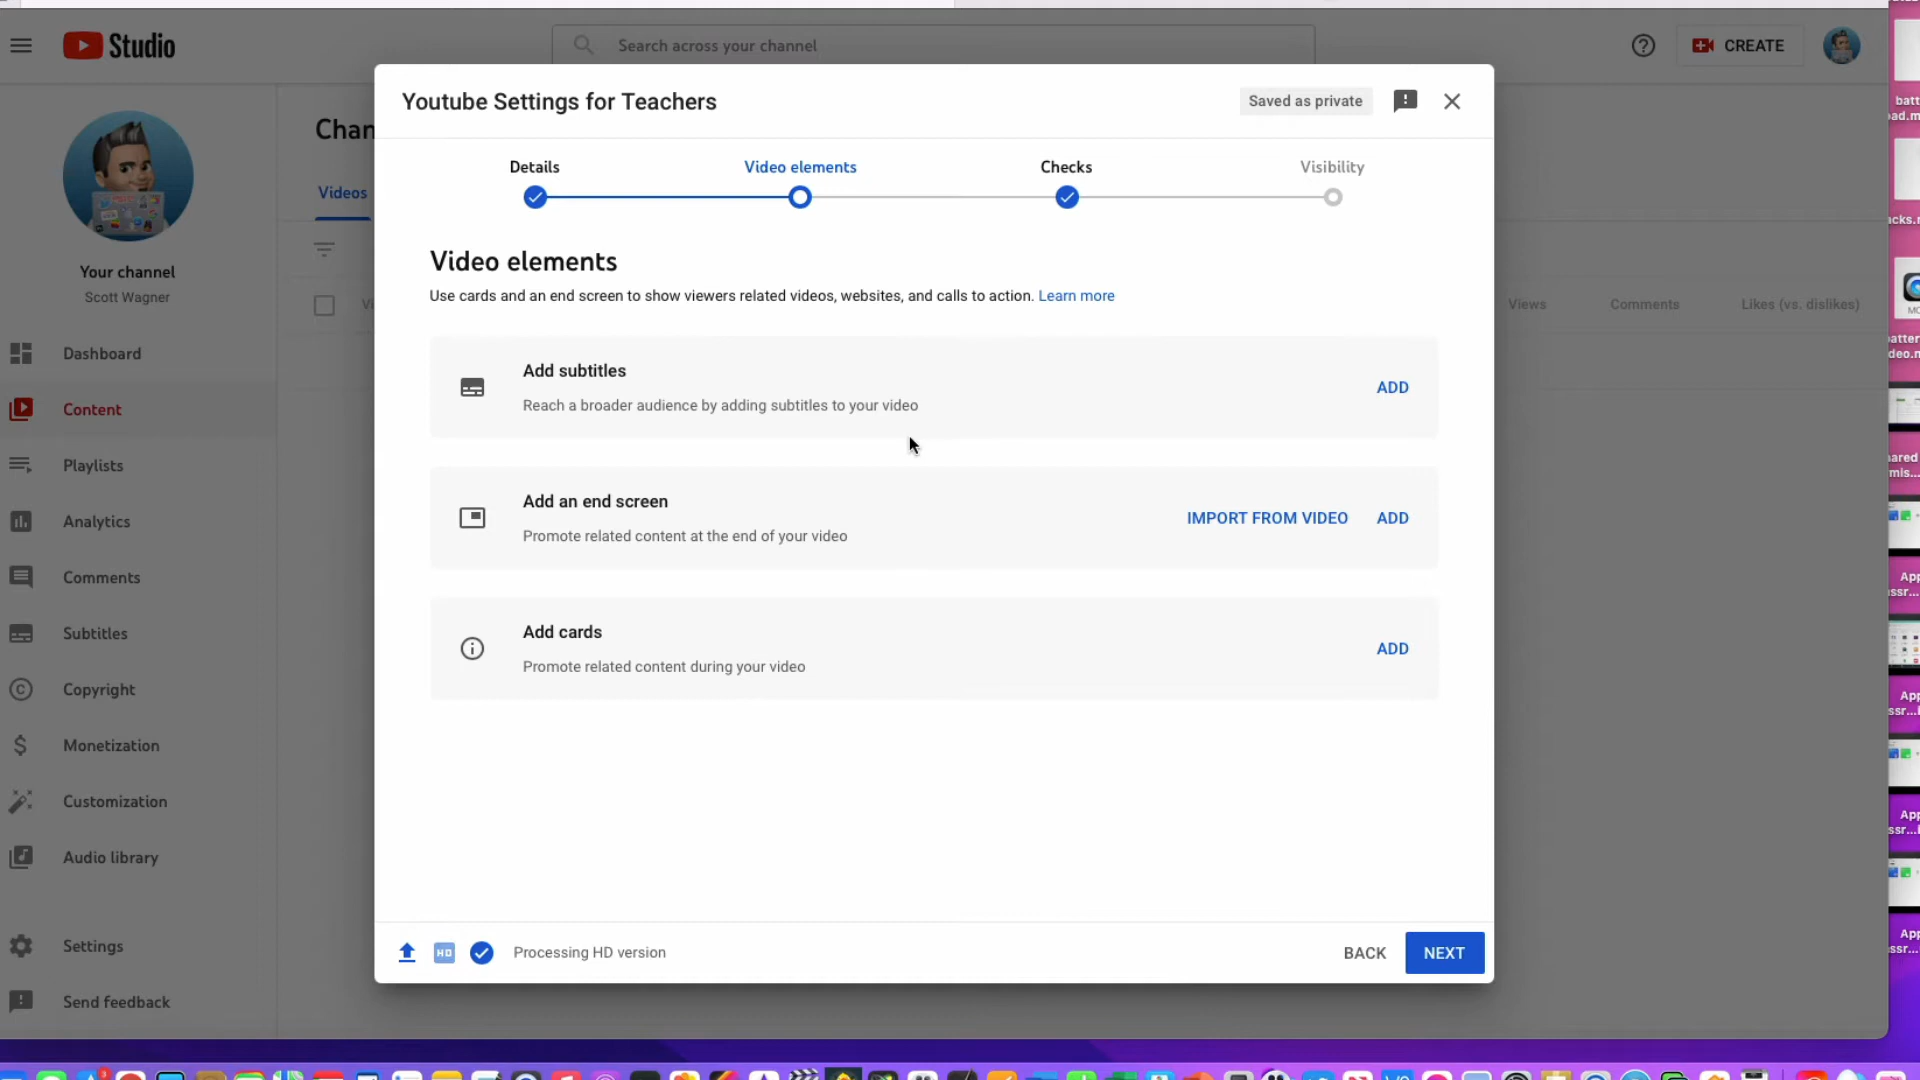 Studio
Search across your channel
CREATE
Youtube Settings for Teachers
Saved as private
Chan
Details
Video elements
Checks
Visibility
Videos
Your channel
Scott Wagner
Video elements
Use cards and an end screen to show viewers related videos, websites, and calls to action. Learn more
Views
Comments
Likes (vs. dislikes)
Dashboard
Content
Playlists
Analytics
Comments
Subtitles
Copyright
Monetization
Customization
Audio library
Settings
Send feedback
Add subtitles
Reach a broader audience by adding subtitles to your video
ADD
Add an end screen
Promote related content at the end of your video
IMPORT FROM VIDEO
ADD
Add cards
Promote related content during your video
ADD
HD
Processing HD version
BACK
NEXT